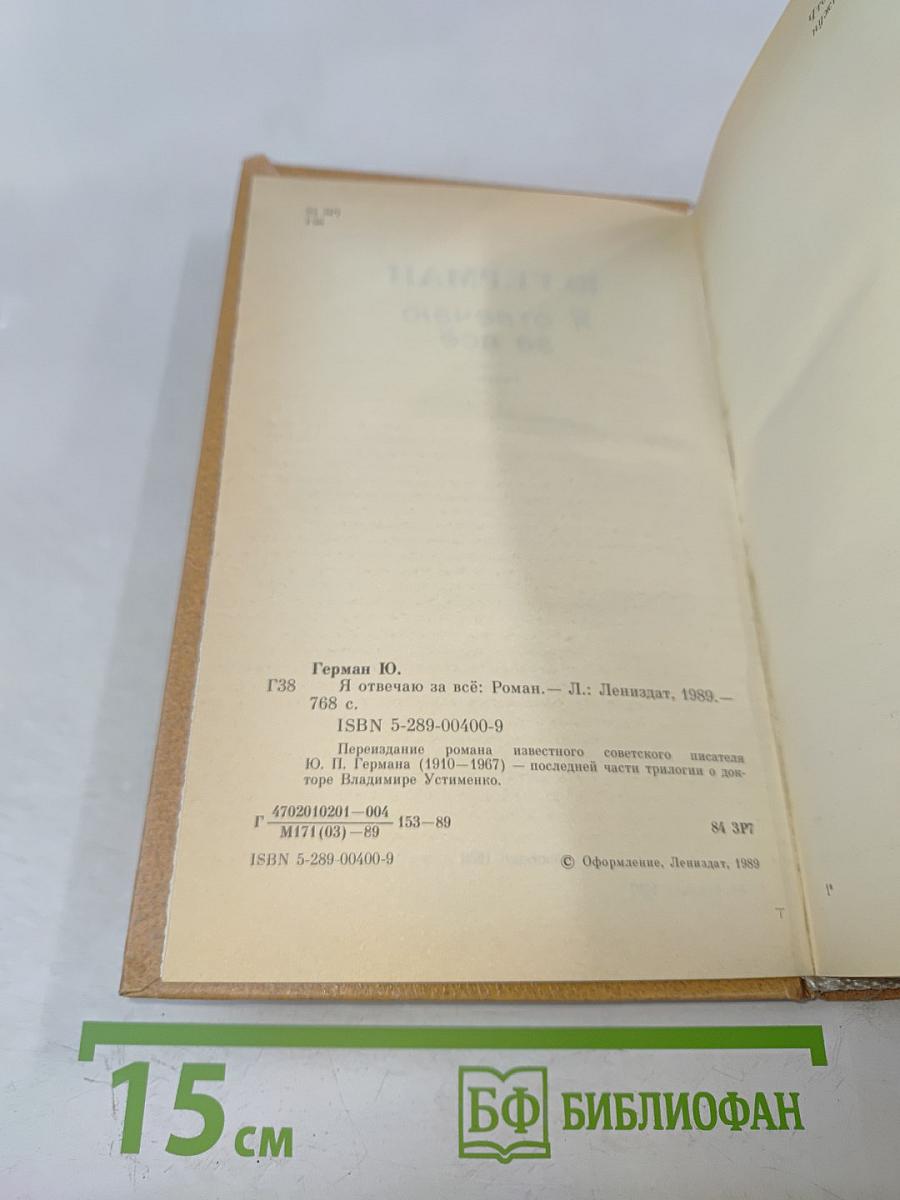 Герман Ю.
Г38 Я отвечаю за всё: Роман.— Л.: Лениздат, 1989.—
768 с.
ISBN 5-289-00400-9
Переиздание романа известного советского писателя
Ю. П. Германа (1910—1967) — последней части трилогии о док-
торе Владимире Устименко.
Г 4702010201—004 153—89
М171(03)—89
84 3Р7
ISBN 5-289-00400-9
© Оформление, Лениздат, 1989
15 см
БФ БИБЛИОФАН